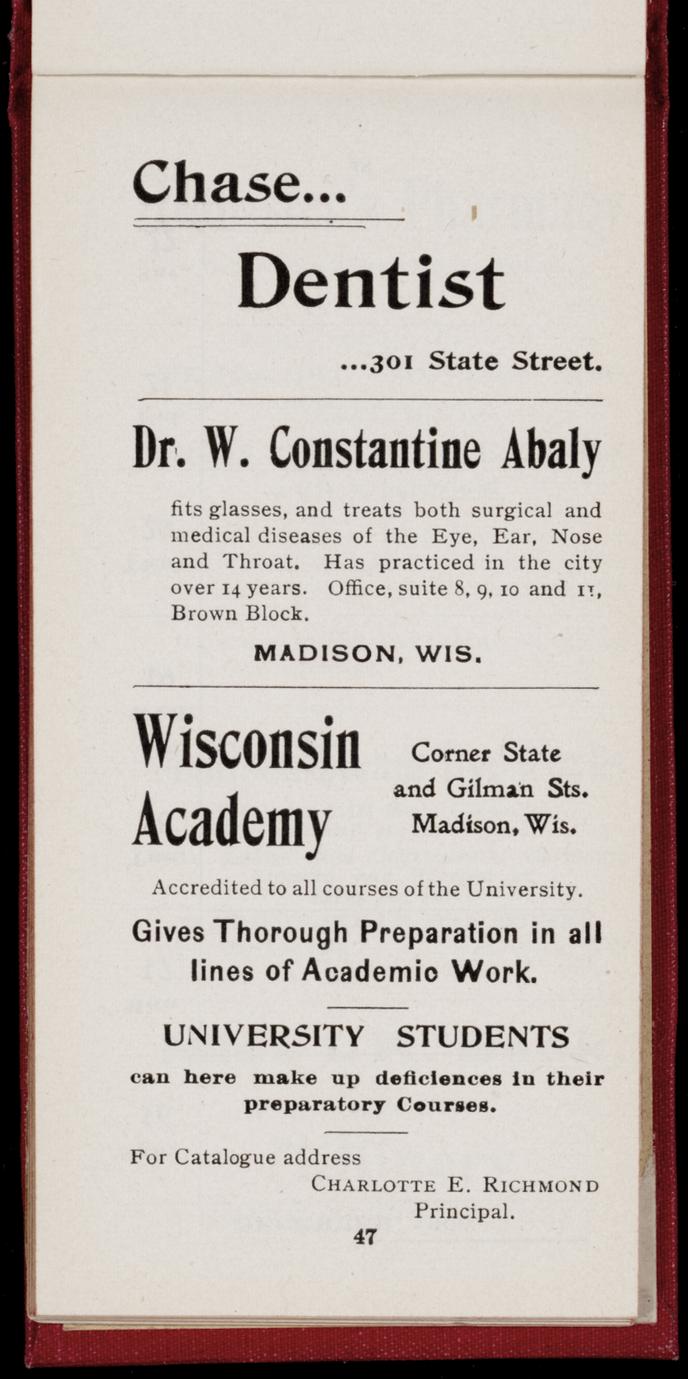 Chase...
Dentist
...301 State Street.
Dr. W. Constantine Abaly
fits glasses, and treats both surgical and
medical diseases of the Eye, Ear, Nose
and Throat. Has practiced in the city
over 14 years. Office, suite 8, 9, 10 and 11,
Brown Block.
MADISON, WIS.
Wisconsin
Academy
Corner State
and Gilman Sts.
Madison, Wis.
Accredited to all courses of the University.
Gives Thorough Preparation in all
lines of Academic Work.
UNIVERSITY STUDENTS
can here make up deficiences in their
preparatory Courses.
For Catalogue address
CHARLOTTE E. RICHMOND
Principal.
47